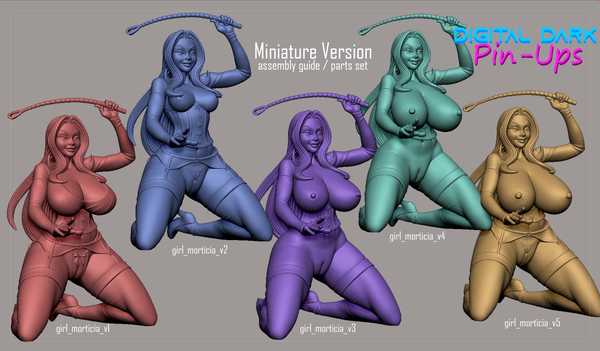 DIGITAL DARK
Pin-Ups
Miniature Version
assembly guide / parts set
girl_morticia_v1
girl_morticia_v2
girl_morticia_v3
girl_morticia_v4
girl_morticia_v5